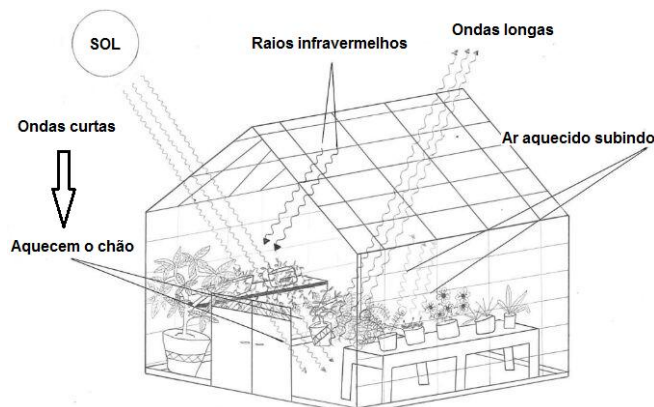 SOL
Raios infravermelhos
Ondas longas
Ondas curtas
Ar aquecido subindo
Aquecem o chão